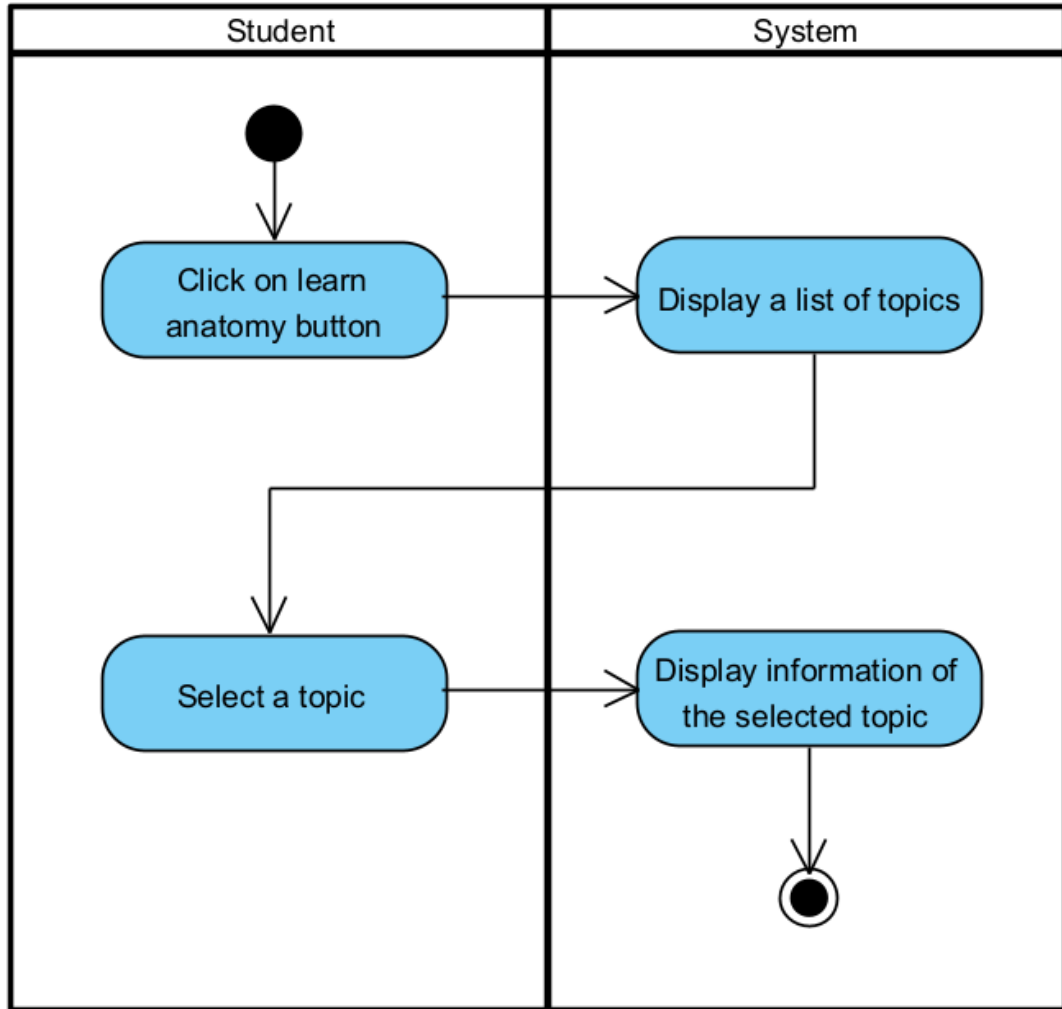 Student
System
Click on learn
anatomy button
Display a list of topics
Select a topic
Display information of
the selected topic